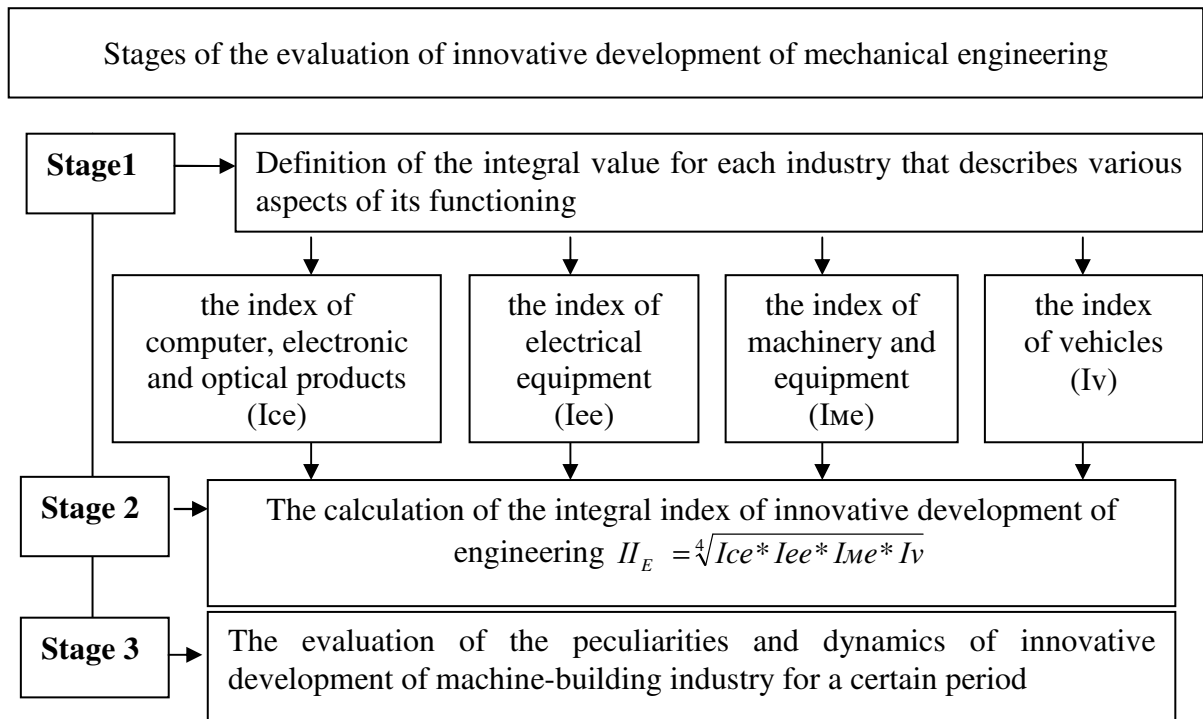 Stages of the evaluation of innovative development of mechanical engineering
Stage1
Definition of the integral value for each industry that describes various
aspects of its functioning
the index of
computer, electronic
and optical products
(Ice)
the index of
electrical
equipment
(Iee)
the index of
machinery and
equipment
(Iмe)
the index
of vehicles
(Iv)
Stage 2
The calculation of the integral index of innovative development of
engineering II_E = ∜Ice* Iee* Iмe* Iv
Stage 3
The evaluation of the peculiarities and dynamics of innovative
development of machine-building industry for a certain period